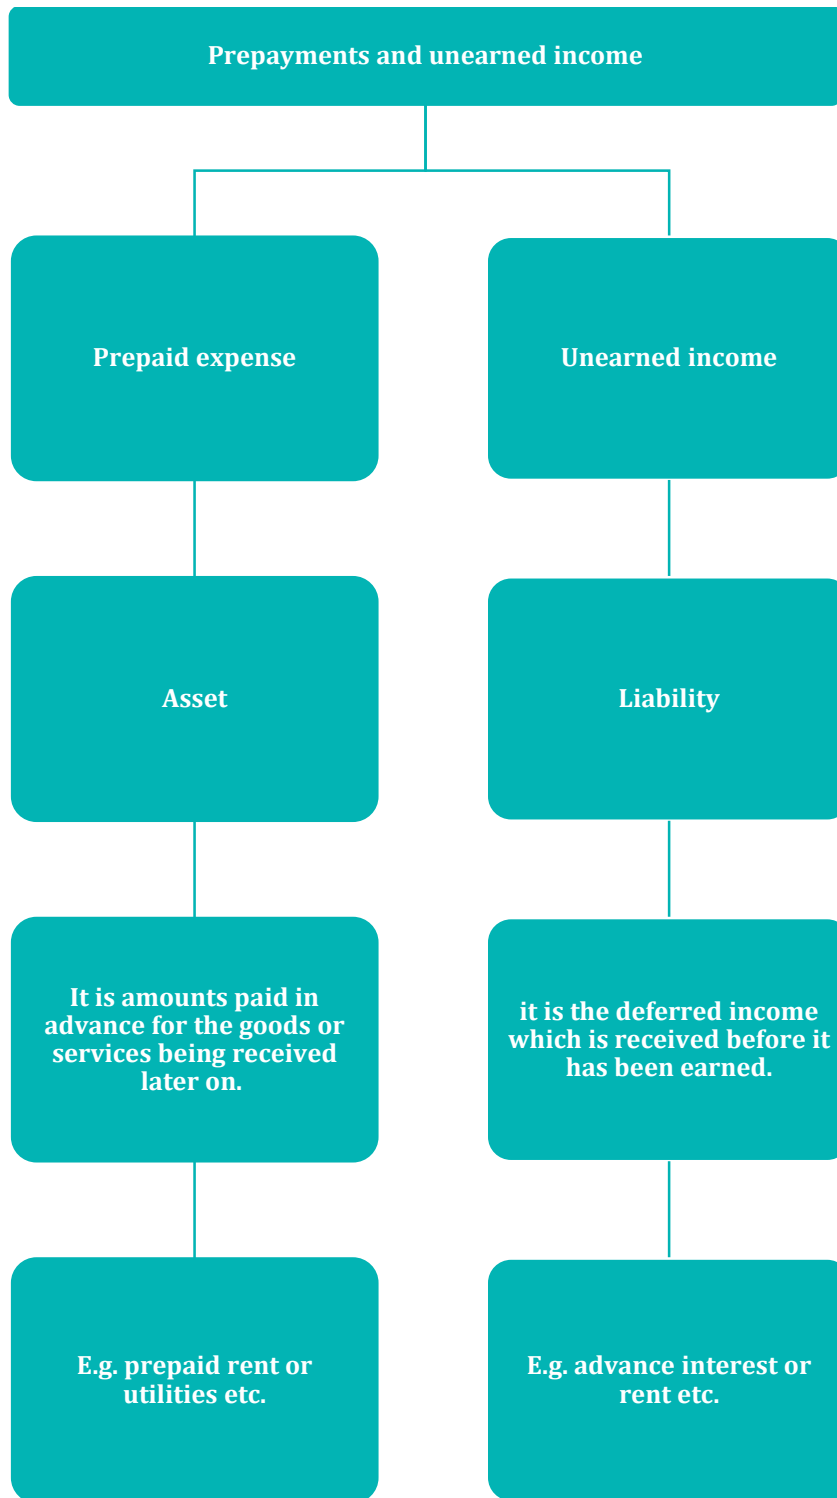 Prepayments and unearned income
Prepaid expense
Unearned income
Asset
Liability
It is amounts paid in
advance for the goods or
services being received
later on.
it is the deferred income
which is received before it
has been earned.
E.g. prepaid rent or
utilities etc.
E.g. advance interest or
rent etc.